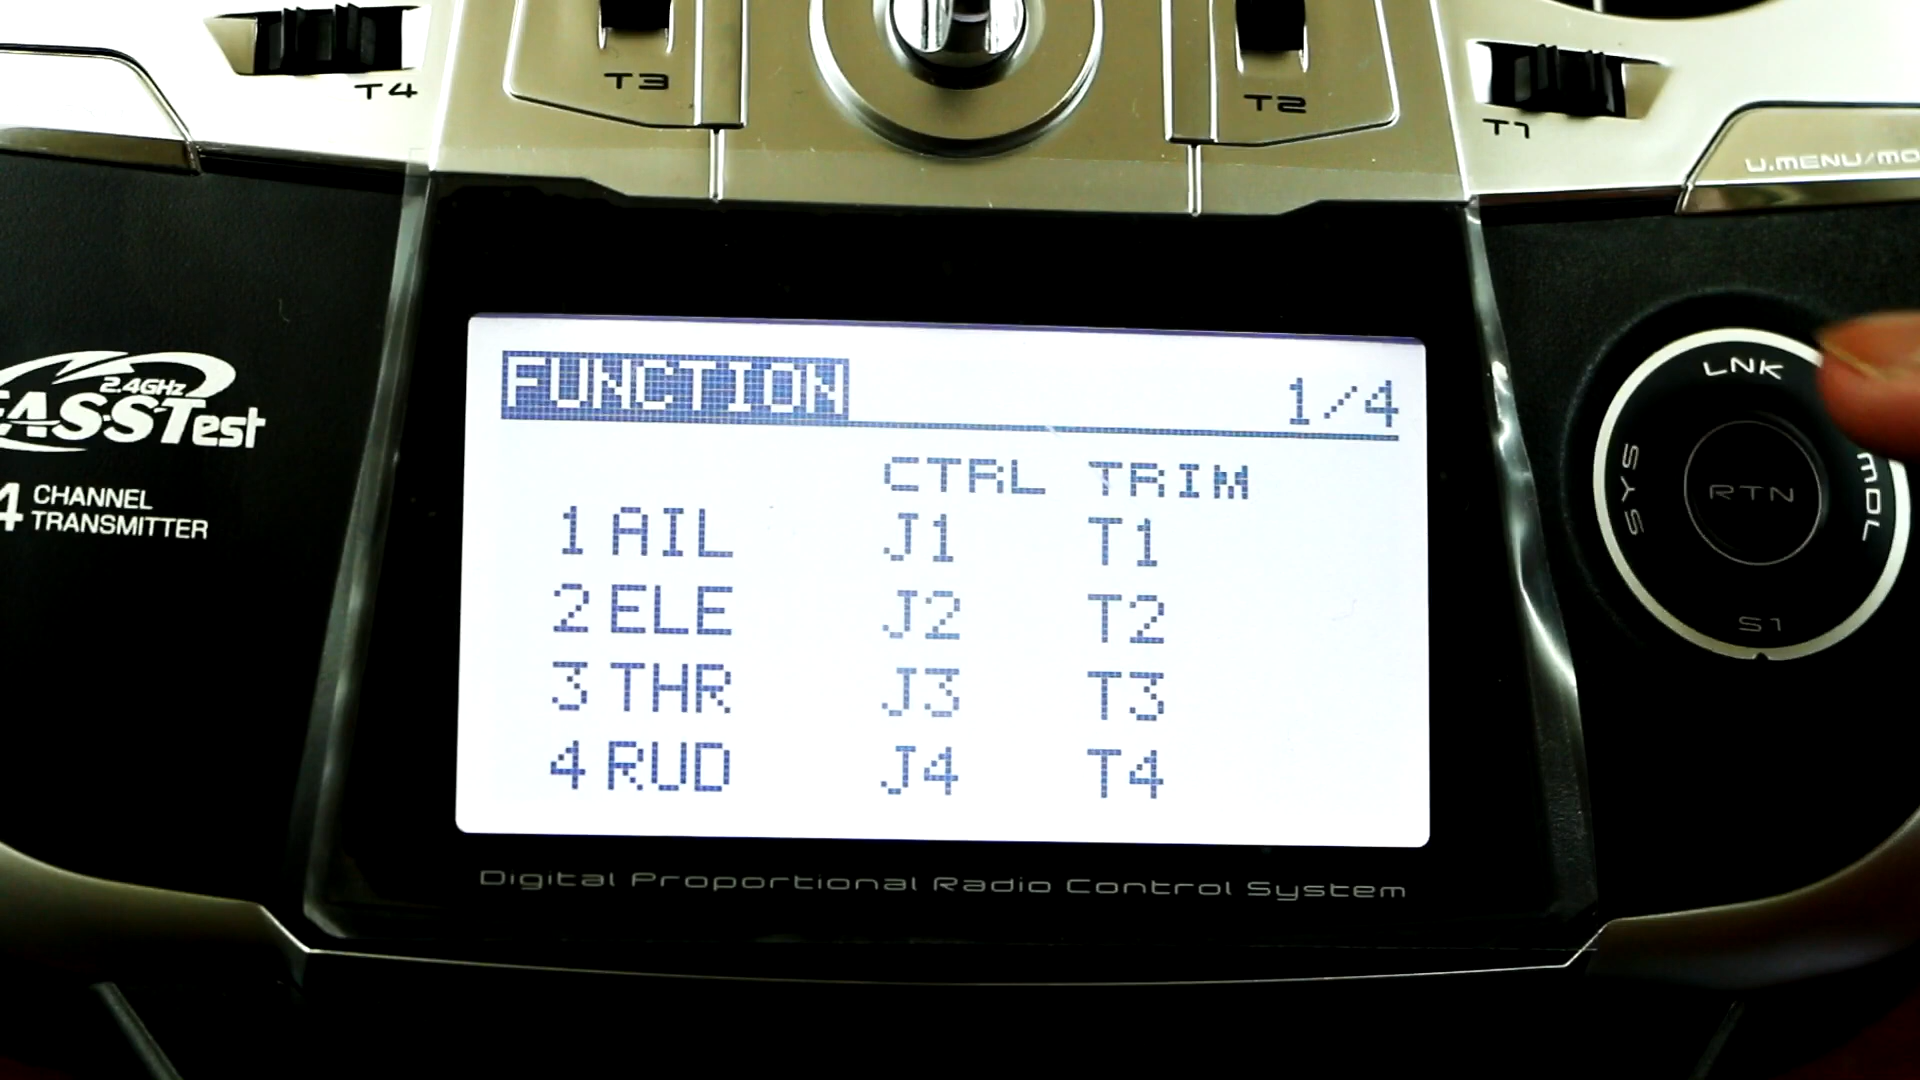 T4
T3
T2
T1
U.MENU/MO
FUNCTION 1/4
CTRL TRIM
1 AIL J1 T1
2 ELE J2 T2
3 THR J3 T3
4 RUD J4 T4
2.4GHz
FASSTest
4 CHANNEL
TRANSMITTER
LNK
SYS
RTN
MDL
S1
Digital Proportional Radio Control System